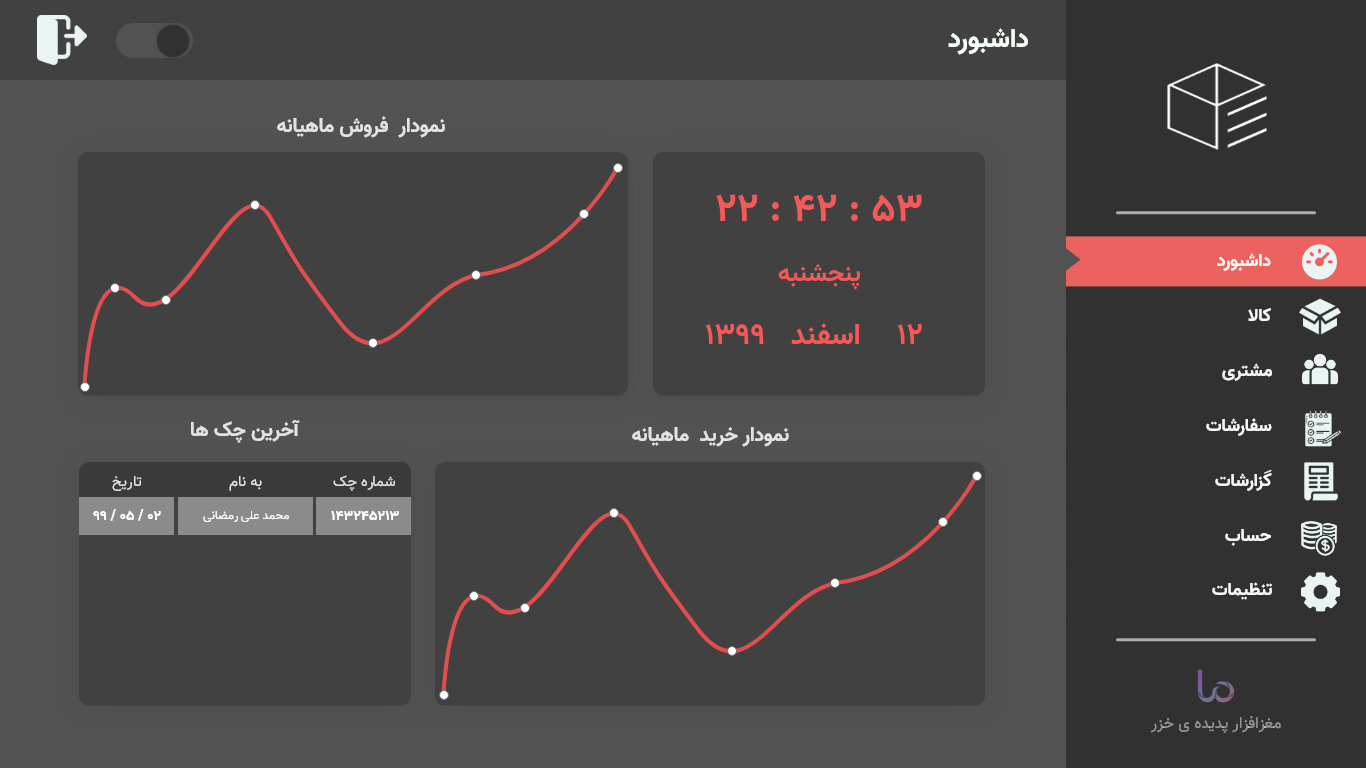 داشبورد
داشبورد
کالا
مشتری
سفارشات
گزارشات
حساب
تنظیمات
ما
مغزافزار پدیده ی خزر
۲۲ : ۴۲ : ۵۳
پنجشنبه
۱۲ اسفند ۱۳۹۹
نمودار فروش ماهیانه
نمودار خرید ماهیانه
آخرین چک ها
شماره چک به نام تاریخ
۱۴۳۲۴۵۲۱۳ محمد علی رمضانی ۹۹ / ۰۵ / ۰۲